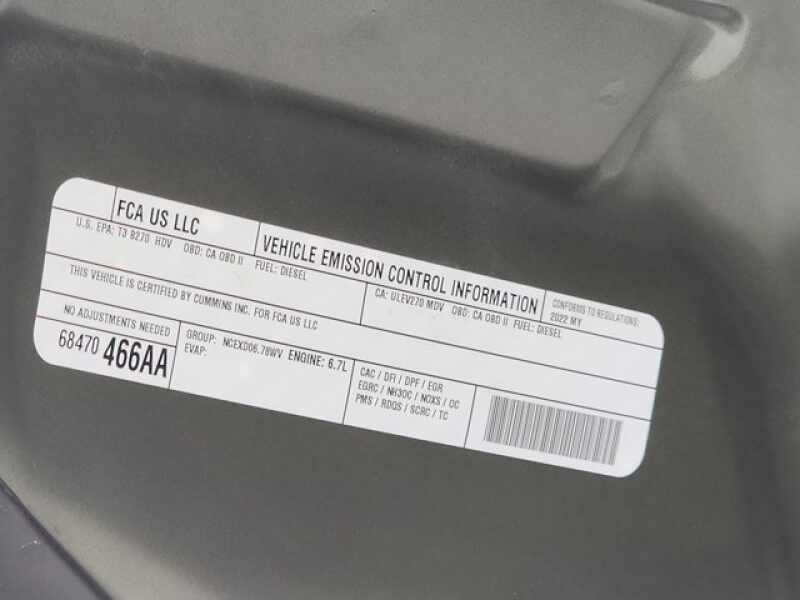 FCA US LLC
VEHICLE EMISSION CONTROL INFORMATION
CONFORMS TO REGULATIONS:
2022 MY
U.S. EPA: T3 B270 HDV OBD: CA OBD II FUEL: DIESEL
CA: ULEV270 MDV OBD: CA OBD II FUEL: DIESEL
THIS VEHICLE IS CERTIFIED BY CUMMINS INC. FOR FCA US LLC
NO ADJUSTMENTS NEEDED
68470 466AA
GROUP: NCEXD06.78WV ENGINE: 6.7L
EVAP:
CAC / DFI / DPF / EGR
EGRC / NH3OC / NOXS / OC
PMS / RDQS / SCRC / TC